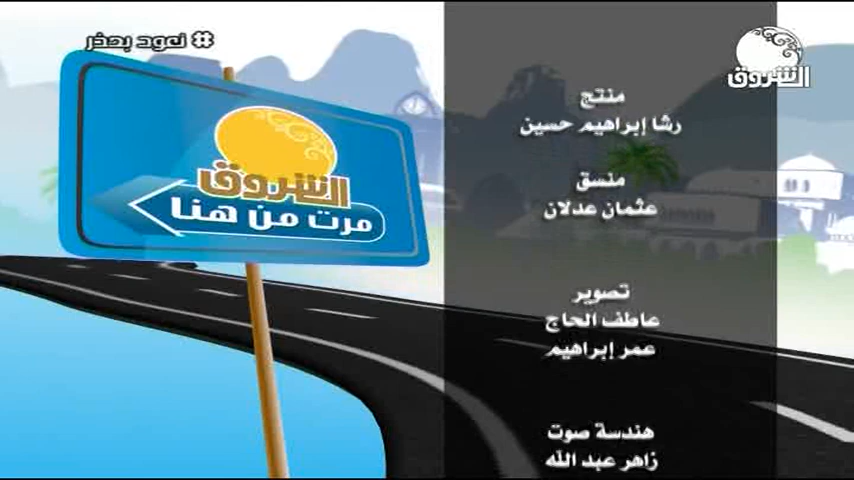 # نعود بحذر
الشروق
الشروق
مرت من هنا
منتج
رشا إبراهيم حسين
منسق
عثمان عدلان
تصوير
عاطف الحاج
عمر إبراهيم
هندسة صوت
زاهر عبد الله